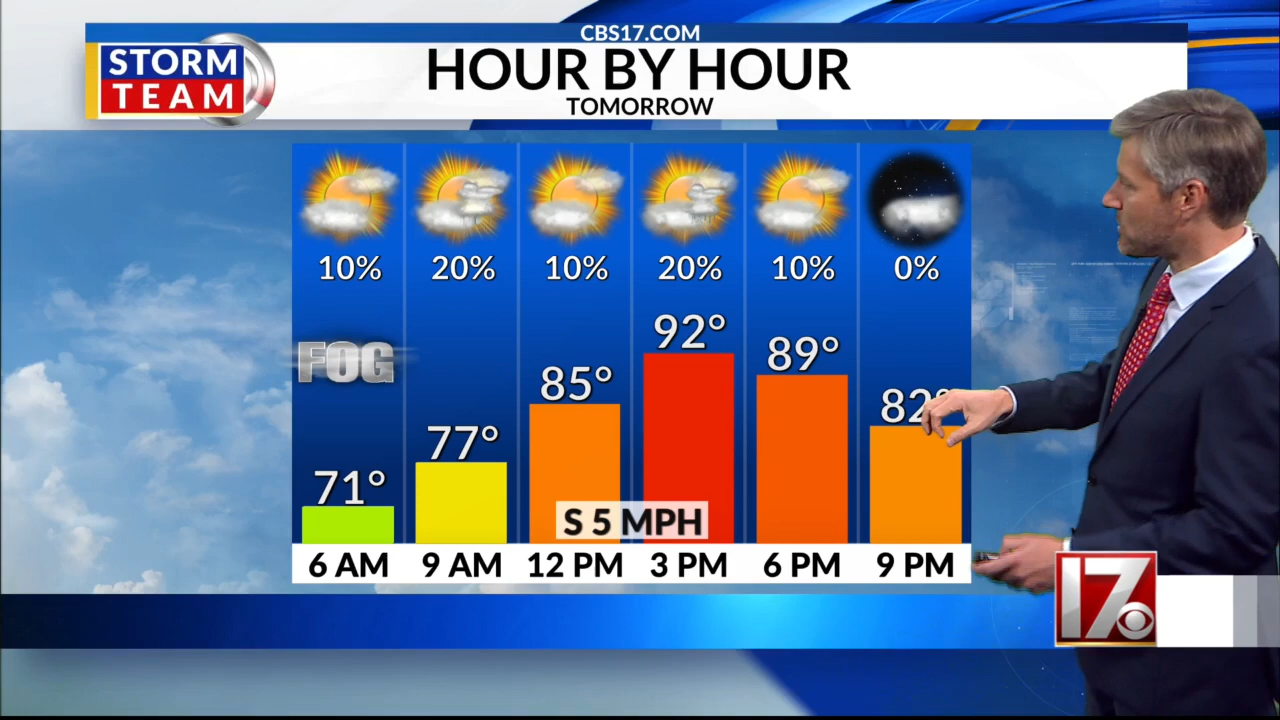 CBS17.COM
STORM
TEAM
HOUR BY HOUR
TOMORROW
10% 20% 10% 20% 10% 0%
FOG
71° 77° 85° 92° 89° 82°
S 5 MPH
6 AM 9 AM 12 PM 3 PM 6 PM 9 PM
17